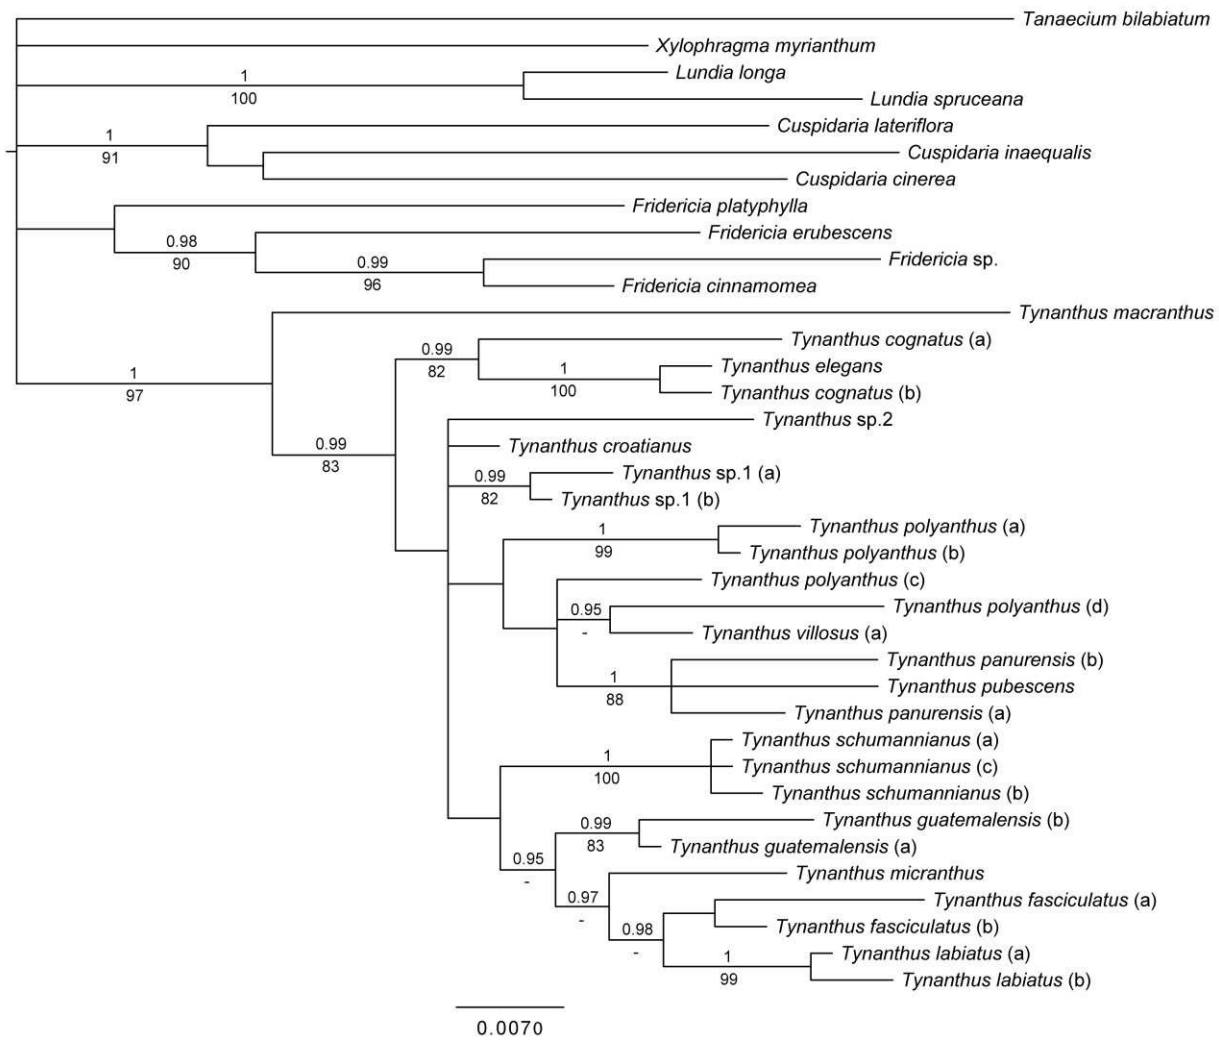 Tanaecium bilabiatum
Xylophragma myrianthum
1
Lundia longa
100
Lundia spruceana
Cuspidaria lateriflora
1
91
Cuspidaria inaequalis
Cuspidaria cinerea
Fridericia platyphylla
0.98
Fridericia erubescens
90
0.99
Fridericia sp.
96
Fridericia cinnamomea
Tynanthus macranthus
0.99
Tynanthus cognatus (a)
82
1
97
1
Tynanthus elegans
100
Tynanthus cognatus (b)
Tynanthus sp.2
0.99
83
Tynanthus croatianus
0.99
Tynanthus sp.1 (a)
82
Tynanthus sp.1 (b)
1
Tynanthus polyanthus (a)
99
Tynanthus polyanthus (b)
Tynanthus polyanthus (c)
0.95
Tynanthus polyanthus (d)
-
Tynanthus villosus (a)
Tynanthus panurensis (b)
1
Tynanthus pubescens
88
Tynanthus panurensis (a)
Tynanthus schumannianus (a)
1
Tynanthus schumannianus (c)
100
Tynanthus schumannianus (b)
0.99
Tynanthus guatemalensis (b)
83
Tynanthus guatemalensis (a)
0.95
-
Tynanthus micranthus
0.97
-
Tynanthus fasciculatus (a)
0.98
Tynanthus fasciculatus (b)
-
1
Tynanthus labiatus (a)
99
Tynanthus labiatus (b)
0.0070